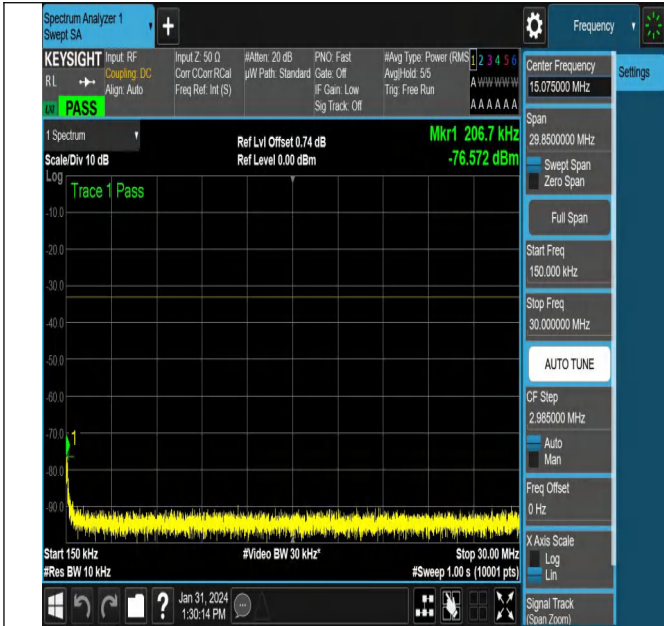 Spectrum Analyzer 1
Swept SA
+
Frequency
KEYSIGHT
RL
LXI
PASS
Input: RF
Coupling: DC
Align: Auto
Input Z: 50 Ω
Corr CCorr RCal
Freq Ref: Int (S)
#Atten: 20 dB
µW Path: Standard
PNO: Fast
Gate: Off
IF Gain: Low
Sig Track: Off
#Avg Type: Power (RMS
Avg|Hold: 5/5
Trig: Free Run
1 2 3 4 5 6
A W W W W W
A A A A A A
1 Spectrum
Scale/Div 10 dB
Ref Lvl Offset 0.74 dB
Ref Level 0.00 dBm
Mkr1 206.7 kHz
-76.572 dBm
Log
Trace 1 Pass
-10.0
-20.0
-30.0
-40.0
-50.0
-60.0
-70.0
1
-80.0
-90.0
Start 150 kHz
#Video BW 30 kHz*
Stop 30.00 MHz
#Res BW 10 kHz
#Sweep 1.00 s (10001 pts)
?
Jan 31, 2024
1:30:14 PM
Center Frequency
15.075000 MHz
Settings
Span
29.8500000 MHz
Swept Span
Zero Span
Full Span
Start Freq
150.000 kHz
Stop Freq
30.000000 MHz
AUTO TUNE
CF Step
2.985000 MHz
Auto
Man
Freq Offset
0 Hz
X Axis Scale
Log
Lin
Signal Track
(Span Zoom)